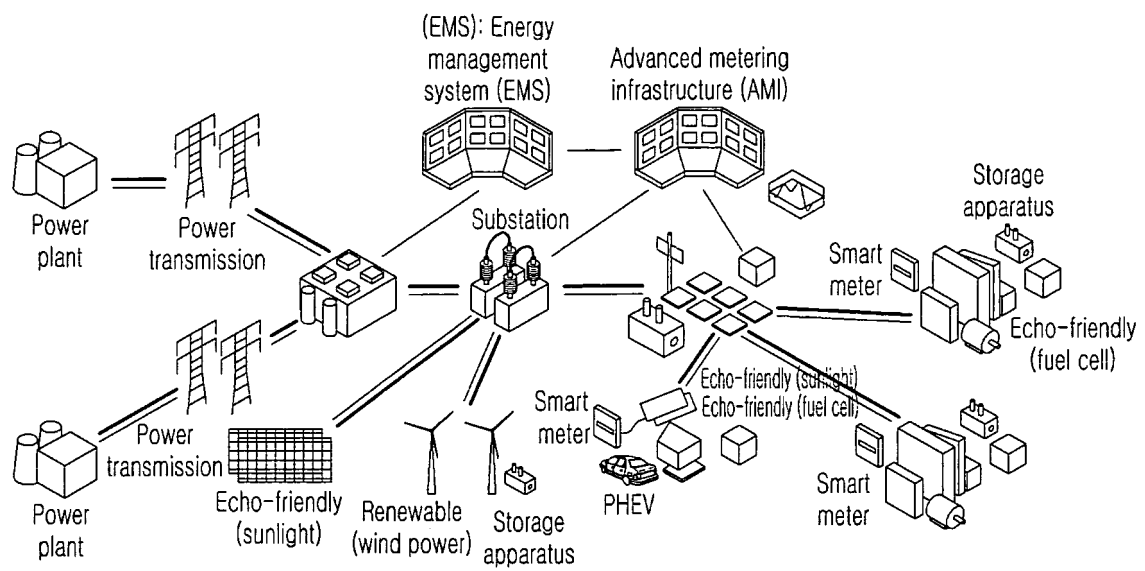 (EMS): Energy
management
system (EMS)
Advanced metering
infrastructure (AMI)
Power
plant
Power
transmission
Substation
Storage
apparatus
Smart
meter
Echo-friendly
(fuel cell)
Echo-friendly (sunlight)
Echo-friendly (fuel cell)
Smart
meter
PHEV
Power
transmission
Power
plant
Echo-friendly
(sunlight)
Renewable
(wind power)
Storage
apparatus
Smart
meter